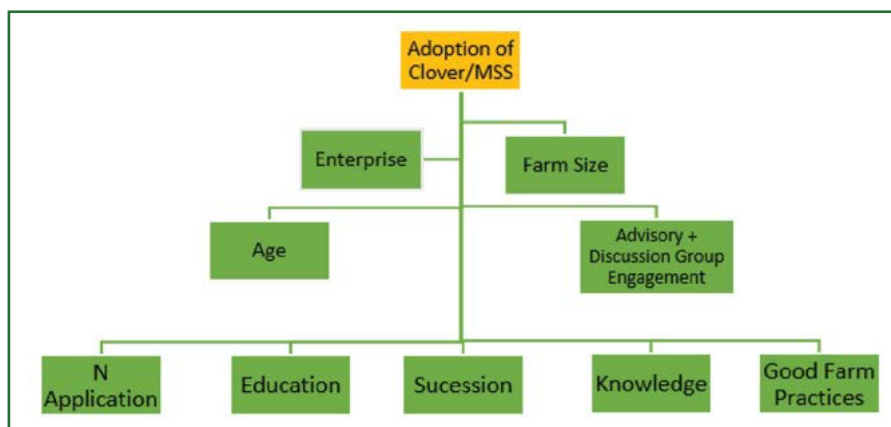 Adoption of
Clover/MSS
Enterprise
Farm Size
Age
Advisory +
Discussion Group
Engagement
N
Application
Education
Sucession
Knowledge
Good Farm
Practices